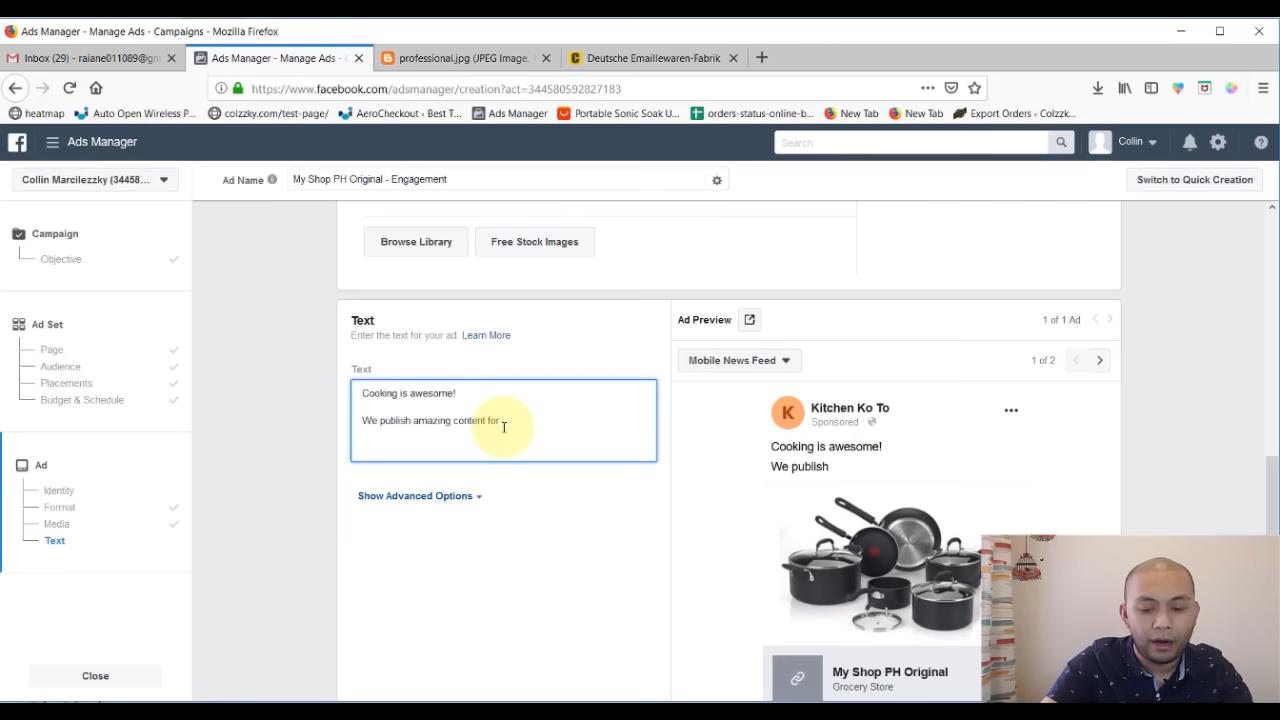 Ads Manager - Manage Ads - Campaigns - Mozilla Firefox
Inbox (29) - raiane011089@gm
Ads Manager - Manage Ads - C
professional.jpg (JPEG Image,
Deutsche Emaillewaren-Fabrik
https://www.facebook.com/adsmanager/creation?act=344580592827183
heatmap
Auto Open Wireless P...
colzzky.com/test-page/
AeroCheckout ‹ Best T...
Ads Manager
Portable Sonic Soak U...
orders-status-online-b...
New Tab
New Tab
Export Orders ‹ Colzzk...
Ads Manager
Search
Collin
Collin Marcilezzky (34458...
Ad Name
My Shop PH Original - Engagement
Switch to Quick Creation
Campaign
Objective
Ad Set
Page
Audience
Placements
Budget & Schedule
Ad
Identity
Format
Media
Text
Close
Browse Library
Free Stock Images
Text
Enter the text for your ad. Learn More
Text
Cooking is awesome!
We publish amazing content for
Show Advanced Options
Ad Preview
1 of 1 Ad
Mobile News Feed
1 of 2
K
Kitchen Ko To
Sponsored
Cooking is awesome!
We publish
My Shop PH Original
Grocery Store